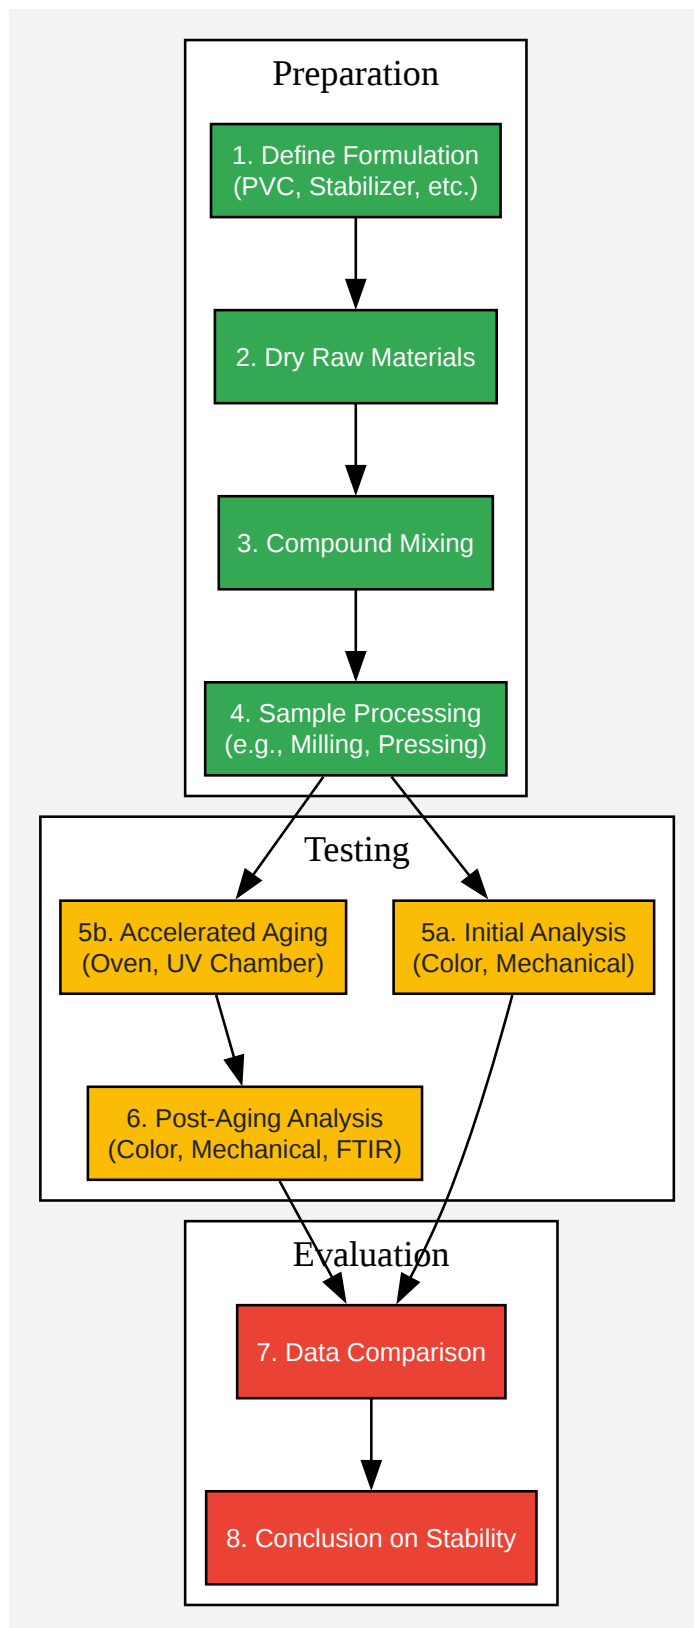 Preparation
1. Define Formulation
(PVC, Stabilizer, etc.)
2. Dry Raw Materials
3. Compound Mixing
4. Sample Processing
(e.g., Milling, Pressing)
Testing
5b. Accelerated Aging
(Oven, UV Chamber)
5a. Initial Analysis
(Color, Mechanical)
6. Post-Aging Analysis
(Color, Mechanical, FTIR)
Evaluation
7. Data Comparison
8. Conclusion on Stability